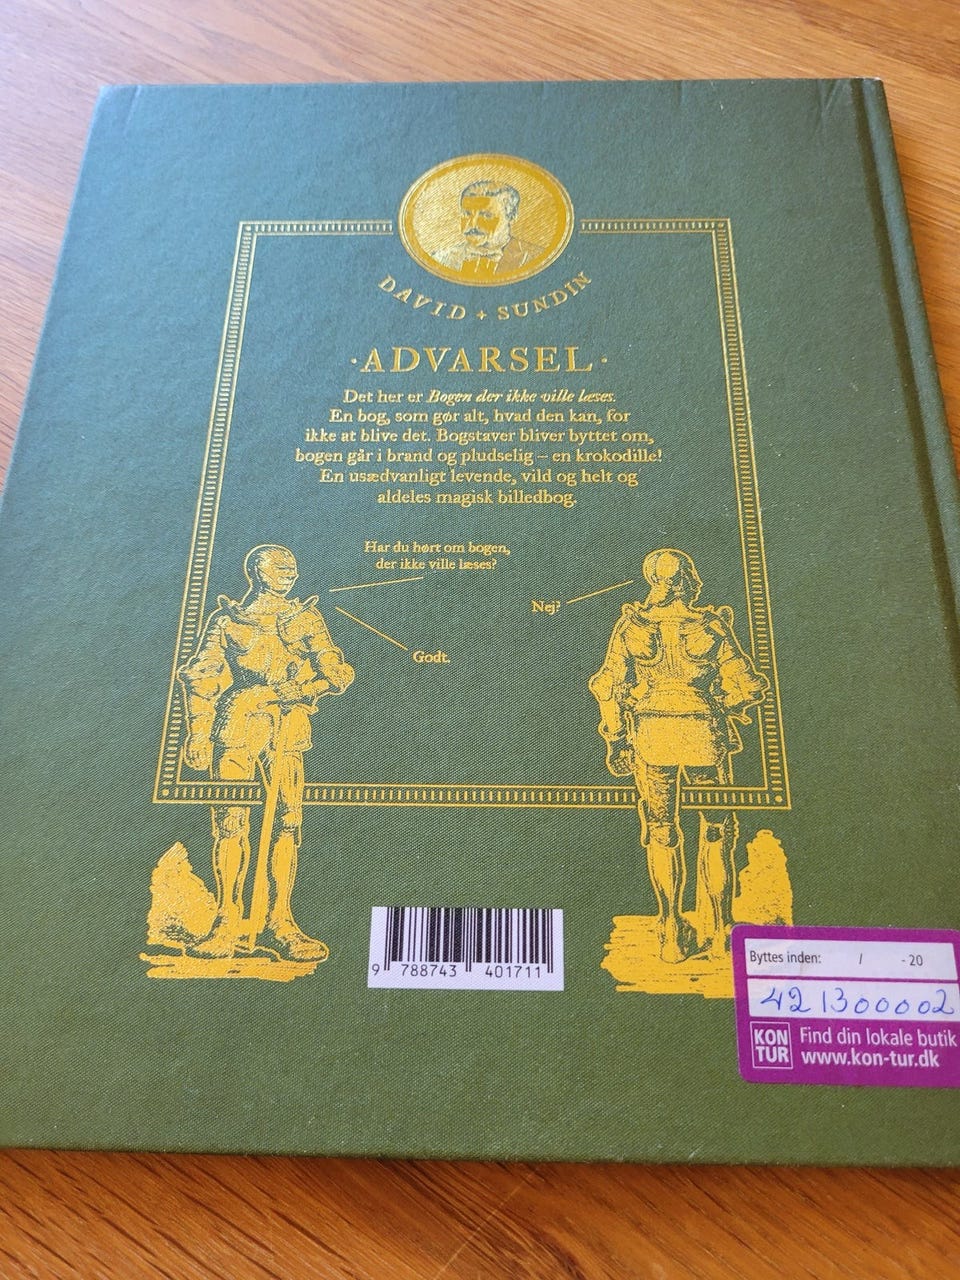 DAVID + SUNDIN
·ADVARSEL·
Det her er Bogen der ikke ville læses.
En bog, som gør alt, hvad den kan, for
ikke at blive det. Bogstaver bliver byttet om,
bogen går i brand og pludselig – en krokodille!
En usædvanligt levende, vild og helt og
aldeles magisk billedbog.
Har du hørt om bogen,
der ikke ville læses?
Nej?
Godt.
9 788743 401711
Byttes inden: / - 20
421300002
KON
TUR
Find din lokale butik
www.kon-tur.dk